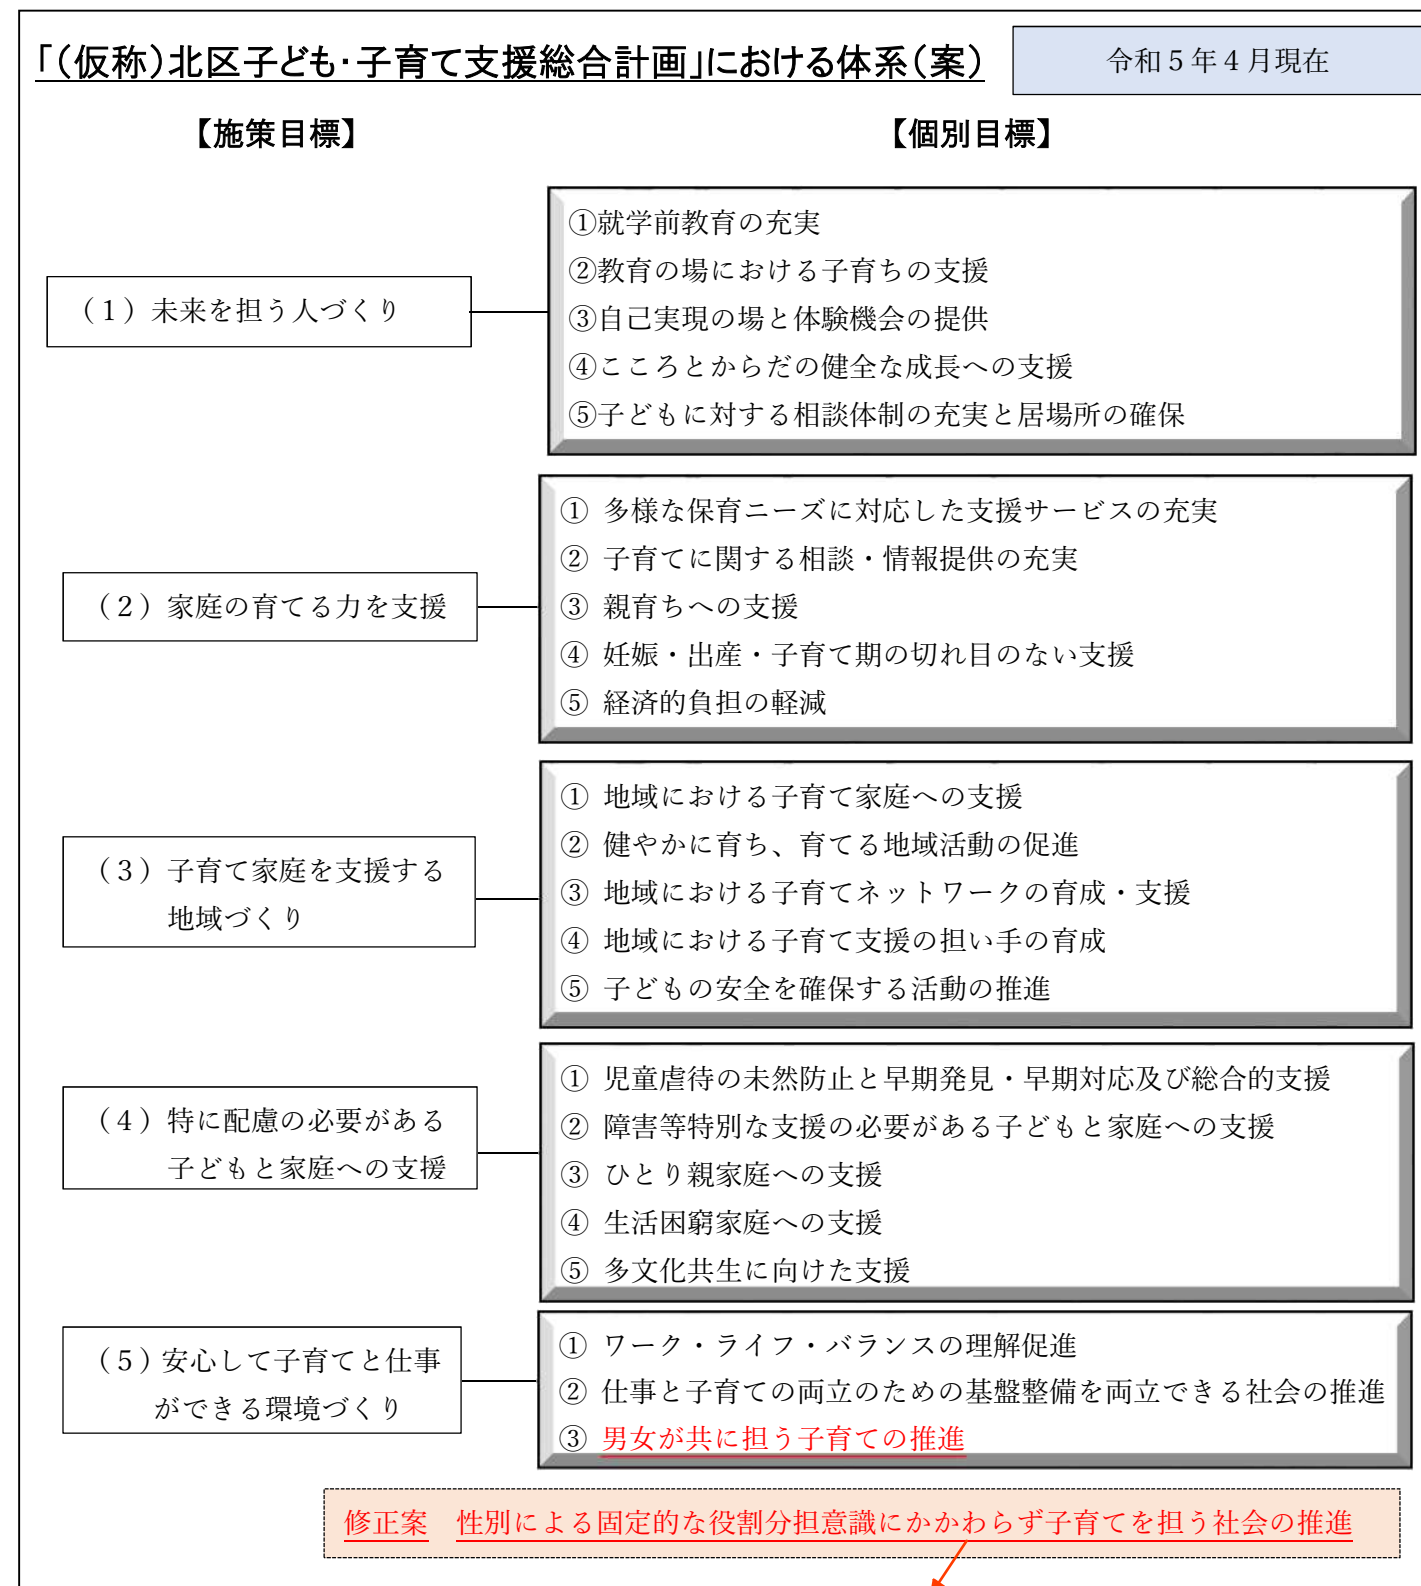 「(仮称)北区子ども・子育て支援総合計画」における体系(案)
令和5年4月現在
【施策目標】
【個別目標】
(1)未来を担う人づくり
①就学前教育の充実
②教育の場における子育ちの支援
③自己実現の場と体験機会の提供
④こころとからだの健全な成長への支援
⑤子どもに対する相談体制の充実と居場所の確保
(2)家庭の育てる力を支援
① 多様な保育ニーズに対応した支援サービスの充実
② 子育てに関する相談・情報提供の充実
③ 親育ちへの支援
④ 妊娠・出産・子育て期の切れ目のない支援
⑤ 経済的負担の軽減
(3)子育て家庭を支援する
地域づくり
① 地域における子育て家庭への支援
② 健やかに育ち、育てる地域活動の促進
③ 地域における子育てネットワークの育成・支援
④ 地域における子育て支援の担い手の育成
⑤ 子どもの安全を確保する活動の推進
(4)特に配慮の必要がある
子どもと家庭への支援
① 児童虐待の未然防止と早期発見・早期対応及び総合的支援
② 障害等特別な支援の必要がある子どもと家庭への支援
③ ひとり親家庭への支援
④ 生活困窮家庭への支援
⑤ 多文化共生に向けた支援
(5)安心して子育てと仕事
ができる環境づくり
① ワーク・ライフ・バランスの理解促進
② 仕事と子育ての両立のための基盤整備を両立できる社会の推進
③ 男女が共に担う子育ての推進
修正案 性別による固定的な役割分担意識にかかわらず子育てを担う社会の推進